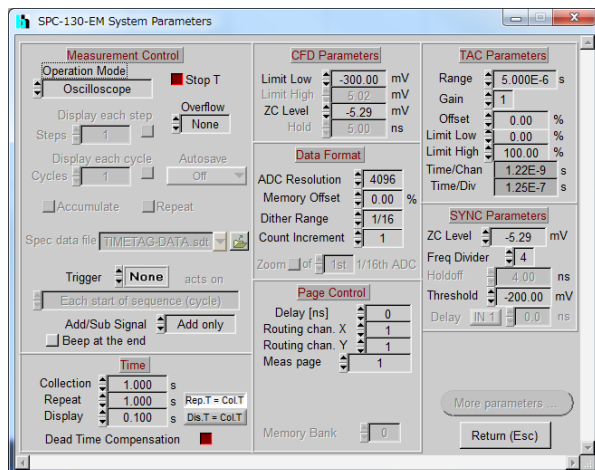 SPC-130-EM System Parameters
Measurement Control
Operation Mode
Oscilloscope
Stop T
Display each step
Overflow
Steps 1
None
Display each cycle
Autosave
Cycles 1
Off
Accumulate Repeat
Spec data file TIMETAG-DATA.sdt
Trigger None acts on
Each start of sequence (cycle)
Add/Sub Signal Add only
Beep at the end
Time
Collection 1.000 s
Repeat 1.000 s Rep.T = Col.T
Display 0.100 s Dis.T = Col.T
Dead Time Compensation
CFD Parameters
Limit Low -300.00 mV
Limit High 5.02 mV
ZC Level -5.29 mV
Hold 5.00 ns
Data Format
ADC Resolution 4096
Memory Offset 0.00 %
Dither Range 1/16
Count Increment 1
Zoom of 1st 1/16th ADC
Page Control
Delay [ns] 0
Routing chan. X 1
Routing chan. Y 1
Meas page 1
Memory Bank 0
TAC Parameters
Range 5.000E-6 s
Gain 1
Offset 0.00 %
Limit Low 0.00 %
Limit High 100.00 %
Time/Chan 1.22E-9 s
Time/Div 1.25E-7 s
SYNC Parameters
ZC Level -5.29 mV
Freq Divider 4
Holdoff 4.00 ns
Threshold -200.00 mV
Delay IN 1 0.0 ns
More parameters ...
Return (Esc)